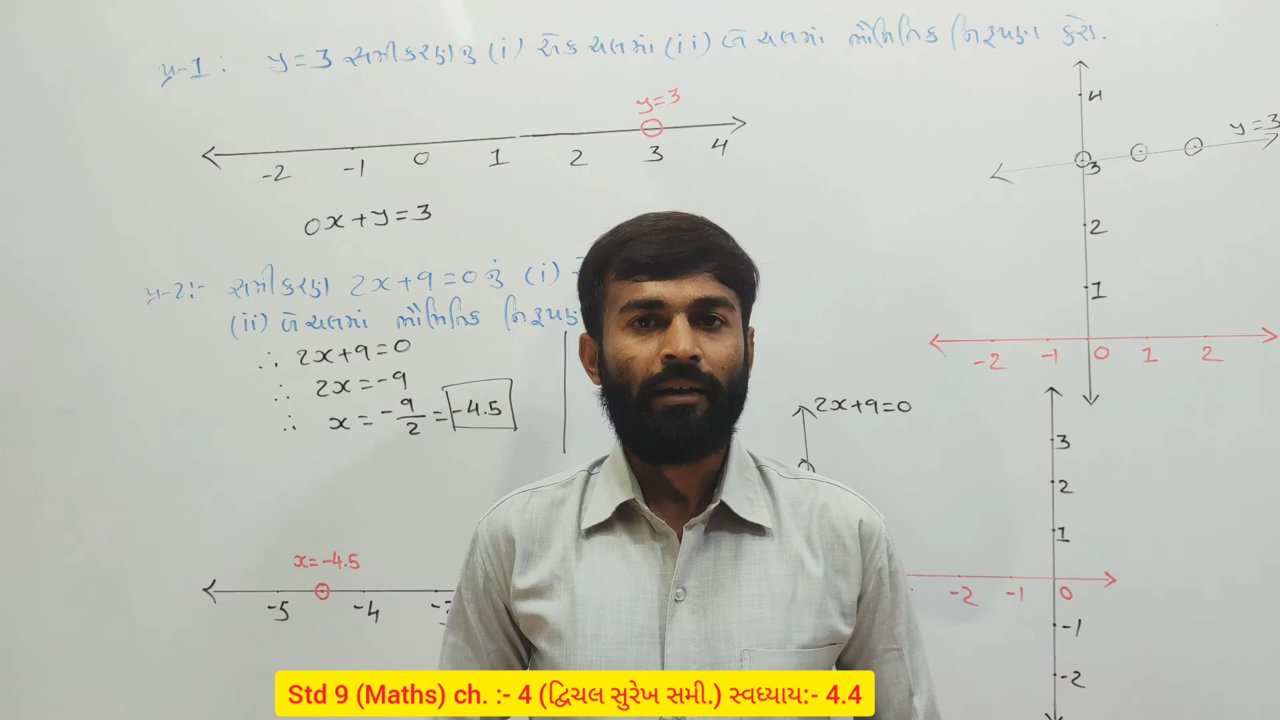 પ્ર-1: y=3 સમીકરણનું (i) એક ચલમાં (ii) બે ચલમાં ભૌમિતિક નિરૂપણ કરો.
y=3
-2 -1 0 1 2 3 4
0x+y=3
પ્ર-2:- સમીકરણ 2x+9=0નું (i)
(ii) બે ચલમાં ભૌમિતિક નિરૂપણ
∴ 2x+9=0
∴ 2x=-9
∴ x=-9/2=-4.5
x=-4.5
-5 -4
4
y=3
3
2
1
-2 -1 0 1 2
2x+9=0
3
2
1
-2 -1 0
-1
-2
Std 9 (Maths) ch. :- 4 (દ્વિચલ સુરેખ સમી.) સ્વધ્યાય:- 4.4